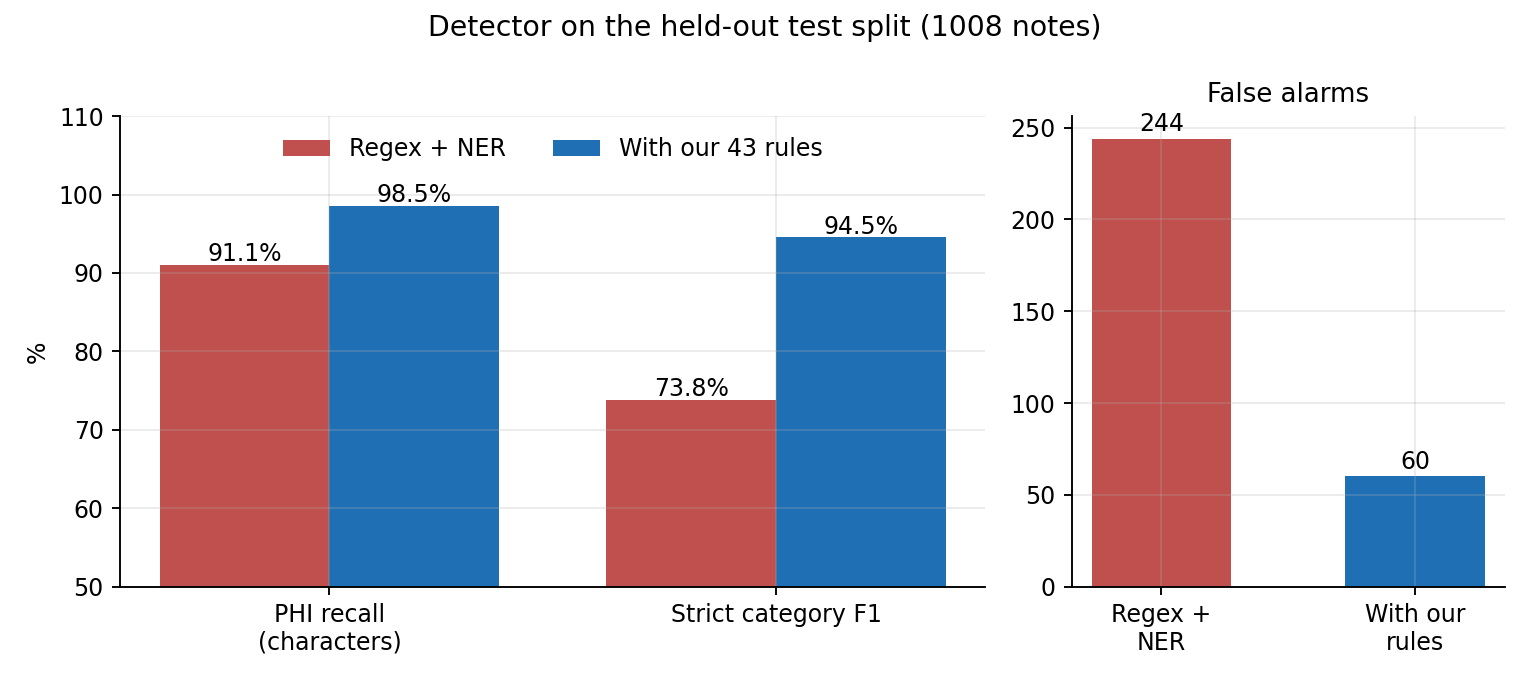 Detector on the held-out test split (1008 notes)
110
100
90
80
70
60
50
%
Regex + NER
With our 43 rules
91.1%
98.5%
73.8%
94.5%
PHI recall
(characters)
Strict category F1
False alarms
250
200
150
100
50
0
244
60
Regex +
NER
With our
rules